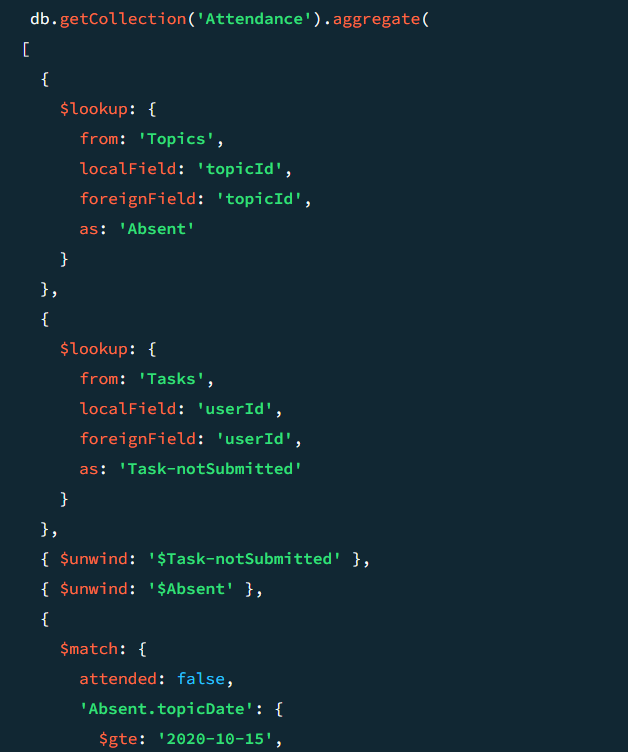 db.getCollection('Attendance').aggregate(
[
{
$lookup: {
from: 'Topics',
localField: 'topicId',
foreignField: 'topicId',
as: 'Absent'
}
},
{
$lookup: {
from: 'Tasks',
localField: 'userId',
foreignField: 'userId',
as: 'Task-notSubmitted'
}
},
{ $unwind: '$Task-notSubmitted' },
{ $unwind: '$Absent' },
{
$match: {
attended: false,
'Absent.topicDate': {
$gte: '2020-10-15',